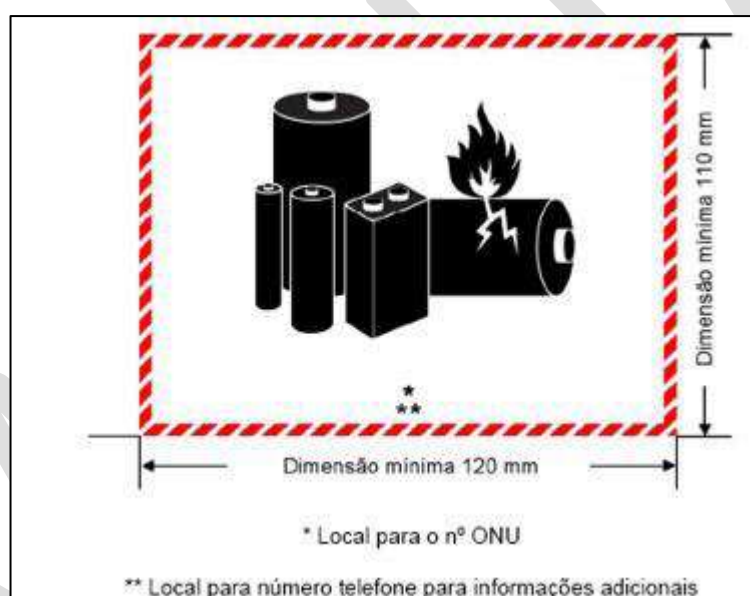 Dimensão mínima 110 mm
*
**
Dimensão mínima 120 mm
* Local para o nº ONU
** Local para número telefone para informações adicionais